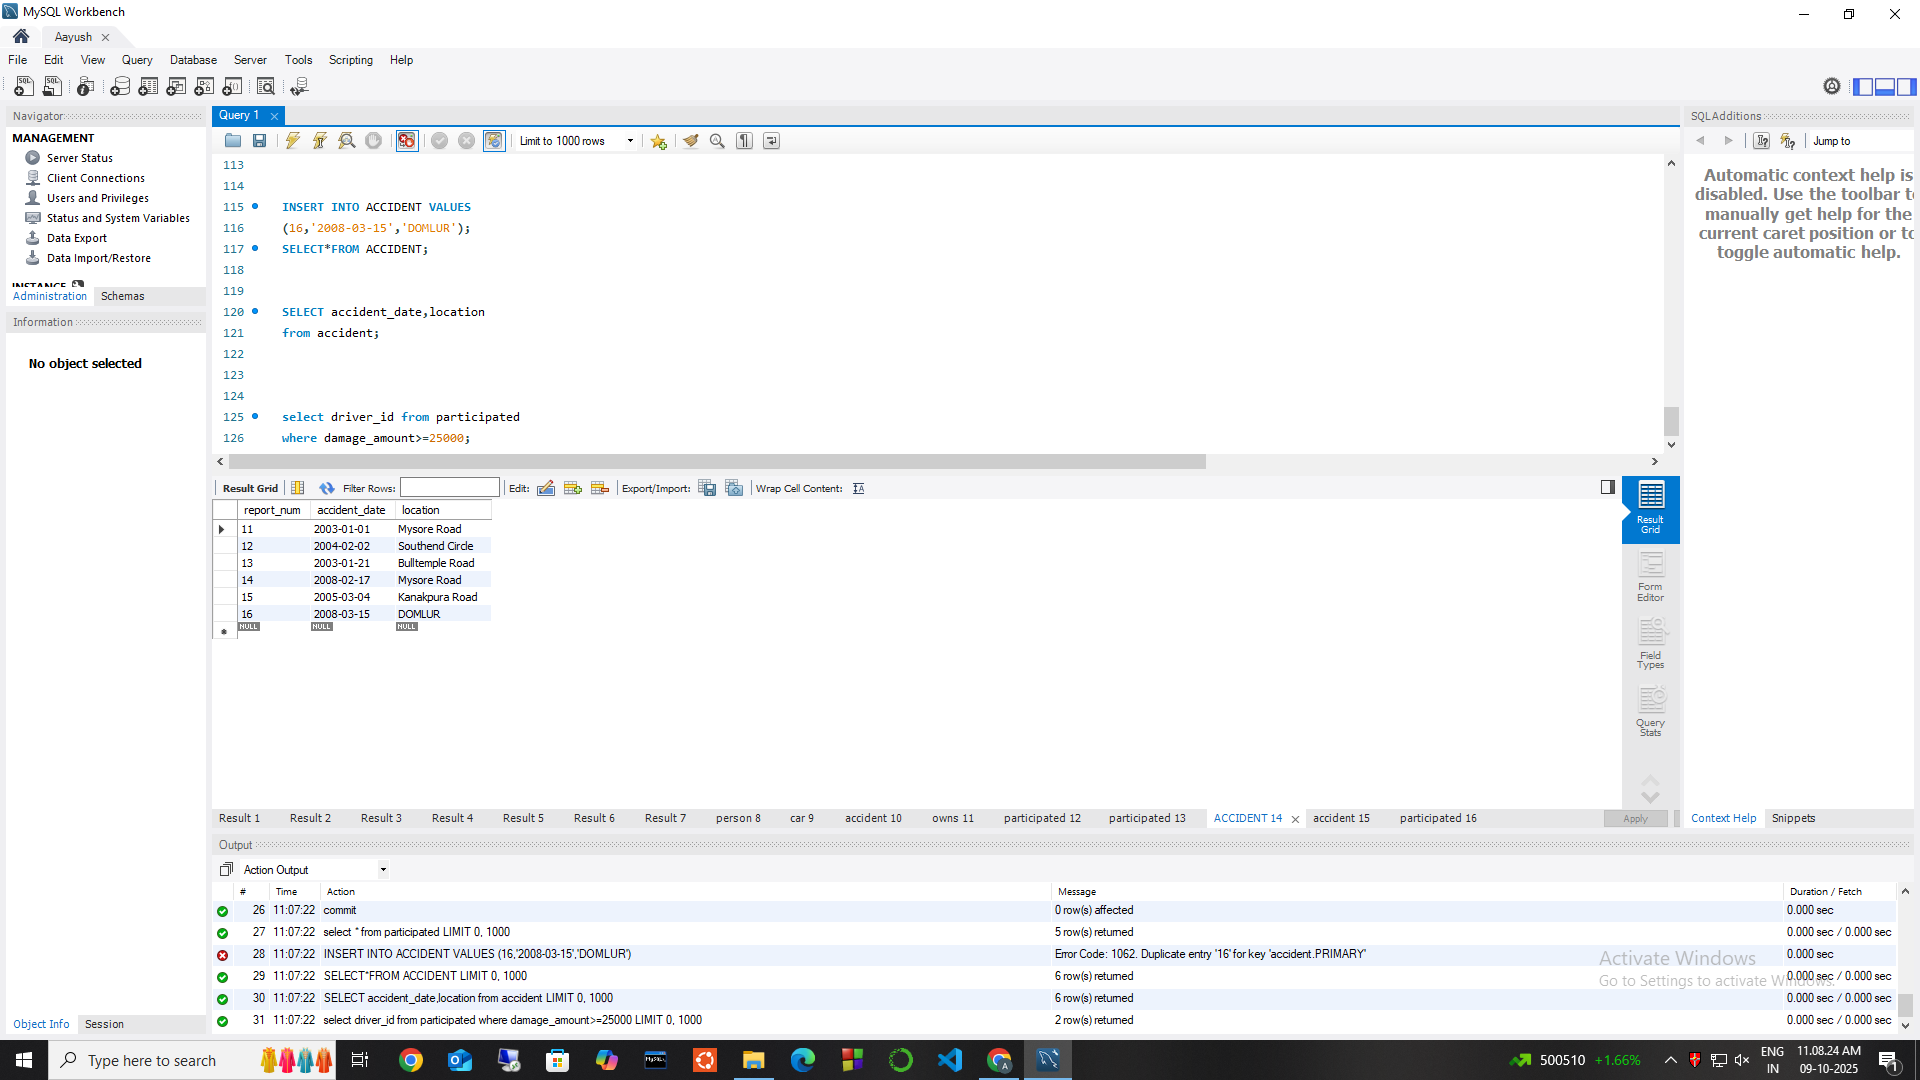 MySQL Workbench
Aayush
File Edit View Query Database Server Tools Scripting Help
Navigator
MANAGEMENT
Server Status
Client Connections
Users and Privileges
Status and System Variables
Data Export
Data Import/Restore
INSTANCE
Administration Schemas
Information
No object selected
Object Info Session
Query 1
Limit to 1000 rows
113
114
115 INSERT INTO ACCIDENT VALUES
116 (16,'2008-03-15','DOMLUR');
117 SELECT*FROM ACCIDENT;
118
119
120 SELECT accident_date,location
121 from accident;
122
123
124
125 select driver_id from participated
126 where damage_amount>=25000;
Result Grid Filter Rows: Edit: Export/Import: Wrap Cell Content:
report_num accident_date location
11 2003-01-01 Mysore Road
12 2004-02-02 Southend Circle
13 2003-01-21 Bulltemple Road
14 2008-02-17 Mysore Road
15 2005-03-04 Kanakpura Road
16 2008-03-15 DOMLUR
NULL NULL NULL
Result Grid
Form Editor
Field Types
Query Stats
Result 1 Result 2 Result 3 Result 4 Result 5 Result 6 Result 7 person 8 car 9 accident 10 owns 11 participated 12 participated 13 ACCIDENT 14 accident 15 participated 16 Apply
SQLAdditions
Jump to
Automatic context help is
disabled. Use the toolbar to
manually get help for the
current caret position or to
toggle automatic help.
Context Help Snippets
Output
Action Output
# Time Action Message Duration / Fetch
26 11:07:22 commit 0 row(s) affected 0.000 sec
27 11:07:22 select * from participated LIMIT 0, 1000 5 row(s) returned 0.000 sec / 0.000 sec
28 11:07:22 INSERT INTO ACCIDENT VALUES (16,'2008-03-15','DOMLUR') Error Code: 1062. Duplicate entry '16' for key 'accident.PRIMARY' 0.000 sec
29 11:07:22 SELECT*FROM ACCIDENT LIMIT 0, 1000 6 row(s) returned 0.000 sec / 0.000 sec
30 11:07:22 SELECT accident_date,location from accident LIMIT 0, 1000 6 row(s) returned 0.000 sec / 0.000 sec
31 11:07:22 select driver_id from participated where damage_amount>=25000 LIMIT 0, 1000 2 row(s) returned 0.000 sec / 0.000 sec
Activate Windows
Go to Settings to activate Windows.
Type here to search
500510 +1.66%
ENG
IN
11.08.24 AM
09-10-2025
1